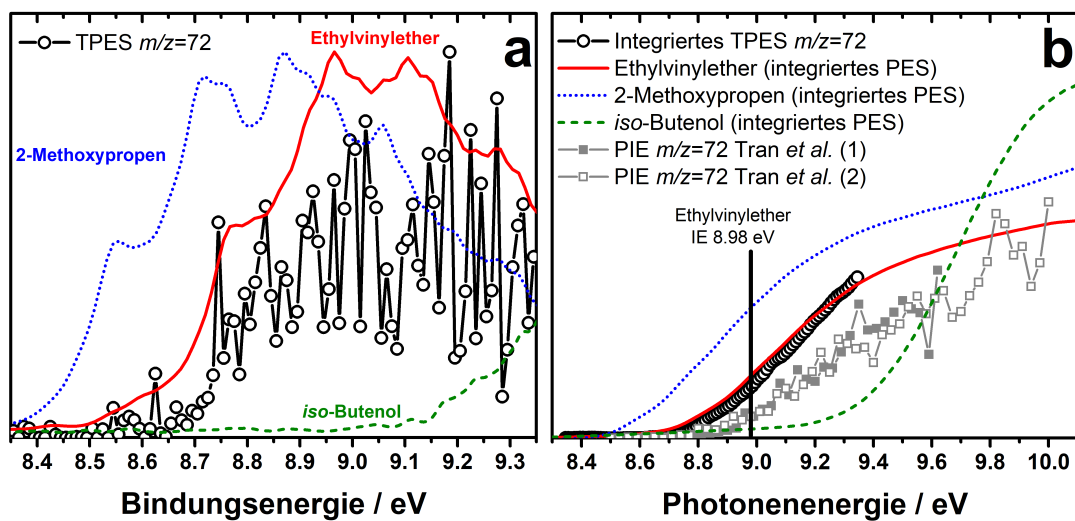 TPES m/z=72
Ethylvinylether
a
2-Methoxypropen
iso-Butenol
8.4 8.5 8.6 8.7 8.8 8.9 9.0 9.1 9.2 9.3
Bindungsenergie / eV
b
Integriertes TPES m/z=72
Ethylvinylether (integriertes PES)
2-Methoxypropen (integriertes PES)
iso-Butenol (integriertes PES)
PIE m/z=72 Tran et al. (1)
PIE m/z=72 Tran et al. (2)
Ethylvinylether
IE 8.98 eV
8.4 8.6 8.8 9.0 9.2 9.4 9.6 9.8 10.0
Photonenenergie / eV